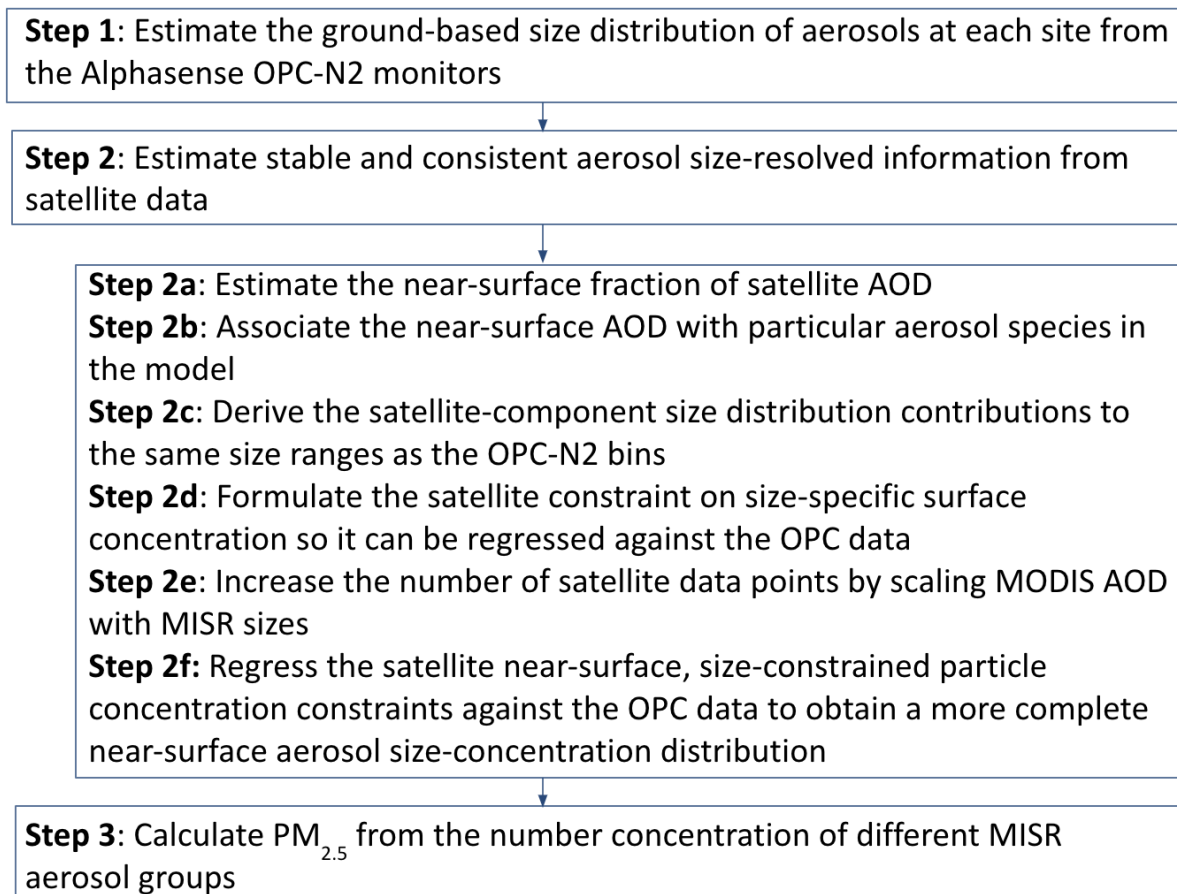 Step 1: Estimate the ground-based size distribution of aerosols at each site from
the Alphasense OPC-N2 monitors
Step 2: Estimate stable and consistent aerosol size-resolved information from
satellite data
Step 2a: Estimate the near-surface fraction of satellite AOD
Step 2b: Associate the near-surface AOD with particular aerosol species in
the model
Step 2c: Derive the satellite-component size distribution contributions to
the same size ranges as the OPC-N2 bins
Step 2d: Formulate the satellite constraint on size-specific surface
concentration so it can be regressed against the OPC data
Step 2e: Increase the number of satellite data points by scaling MODIS AOD
with MISR sizes
Step 2f: Regress the satellite near-surface, size-constrained particle
concentration constraints against the OPC data to obtain a more complete
near-surface aerosol size-concentration distribution
Step 3: Calculate PM2.5 from the number concentration of different MISR
aerosol groups